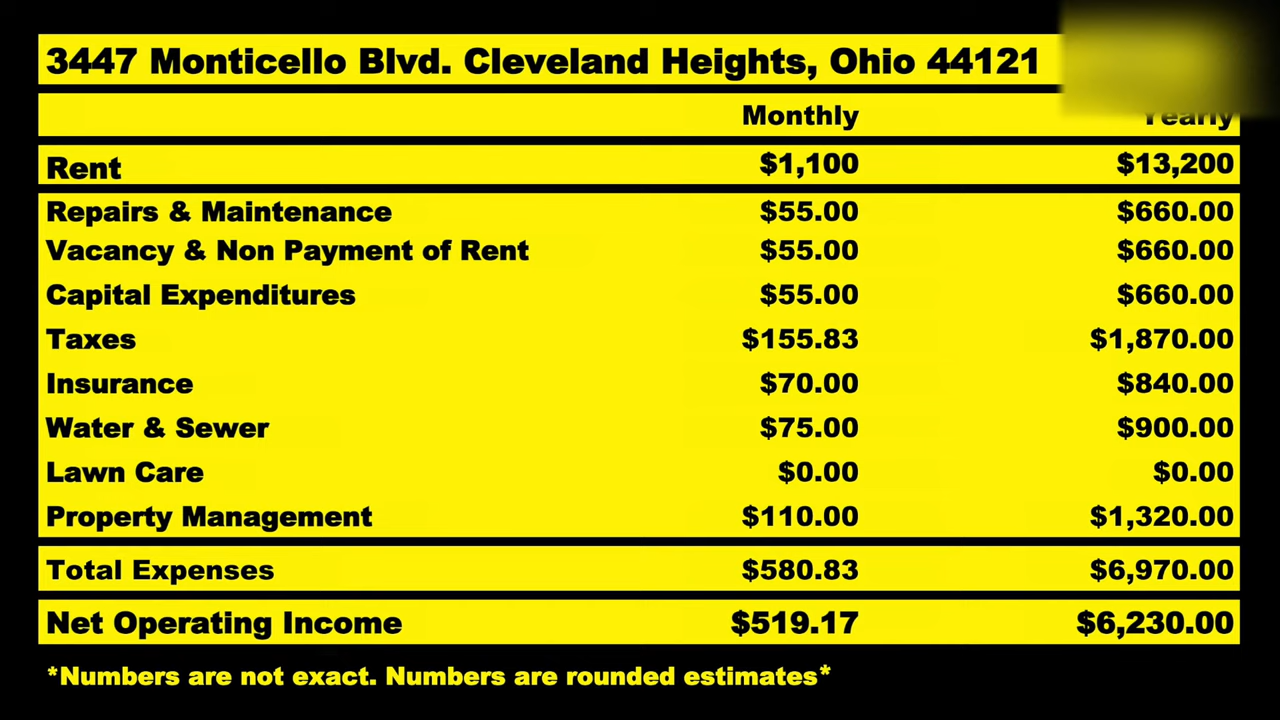 3447 Monticello Blvd. Cleveland Heights, Ohio 44121
Monthly Yearly
Rent $1,100 $13,200
Repairs & Maintenance $55.00 $660.00
Vacancy & Non Payment of Rent $55.00 $660.00
Capital Expenditures $55.00 $660.00
Taxes $155.83 $1,870.00
Insurance $70.00 $840.00
Water & Sewer $75.00 $900.00
Lawn Care $0.00 $0.00
Property Management $110.00 $1,320.00
Total Expenses $580.83 $6,970.00
Net Operating Income $519.17 $6,230.00
*Numbers are not exact. Numbers are rounded estimates*